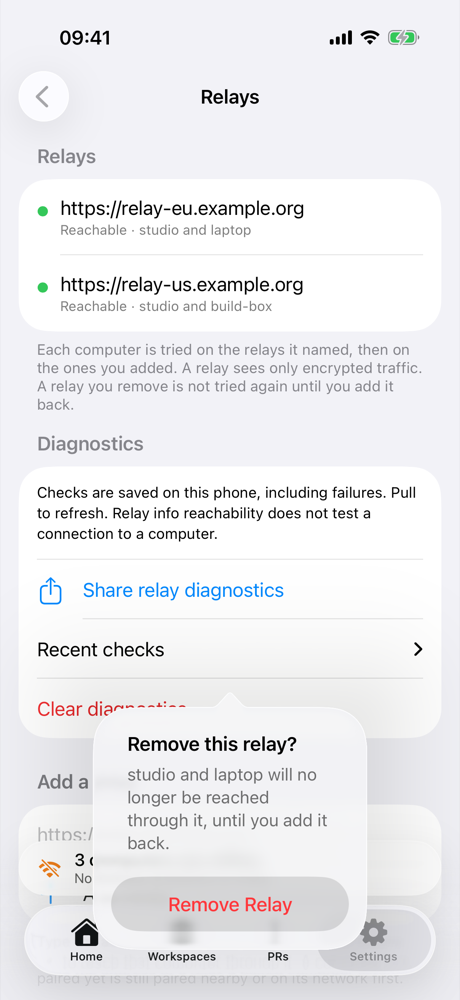 09:41
Relays
Relays
https://relay-eu.example.org
Reachable · studio and laptop
https://relay-us.example.org
Reachable · studio and build-box
Each computer is tried on the relays it named, then on
the ones you added. A relay sees only encrypted traffic.
A relay you remove is not tried again until you add it
back.
Diagnostics
Checks are saved on this phone, including failures. Pull
to refresh. Relay info reachability does not test a
connection to a computer.
Share relay diagnostics
Recent checks
Clear diagnostics
Remove this relay?
studio and laptop will no
longer be reached
through it, until you add it
back.
Remove Relay
Add a
https:/
3
No
Home
Workspaces
PRs
Settings
paired yet is still paired nearby or on its network first.